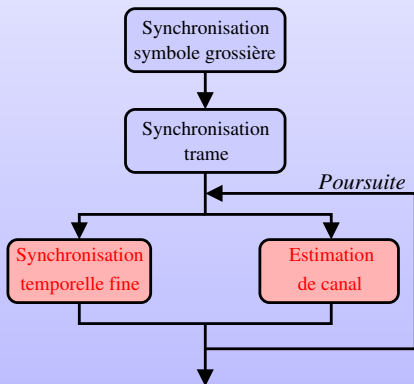 Synchronisation
symbole grossière
Synchronisation
trame
Poursuite
Synchronisation
temporelle fine
Estimation
de canal